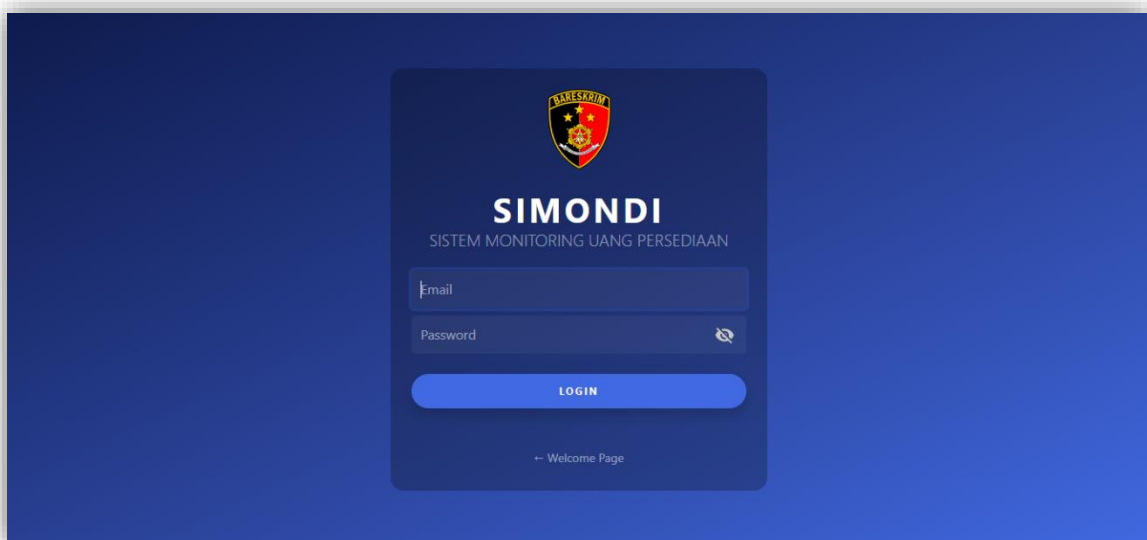 BARESKRIM
SIMONDI
SISTEM MONITORING UANG PERSEDIAAN
Email
Password
LOGIN
← Welcome Page